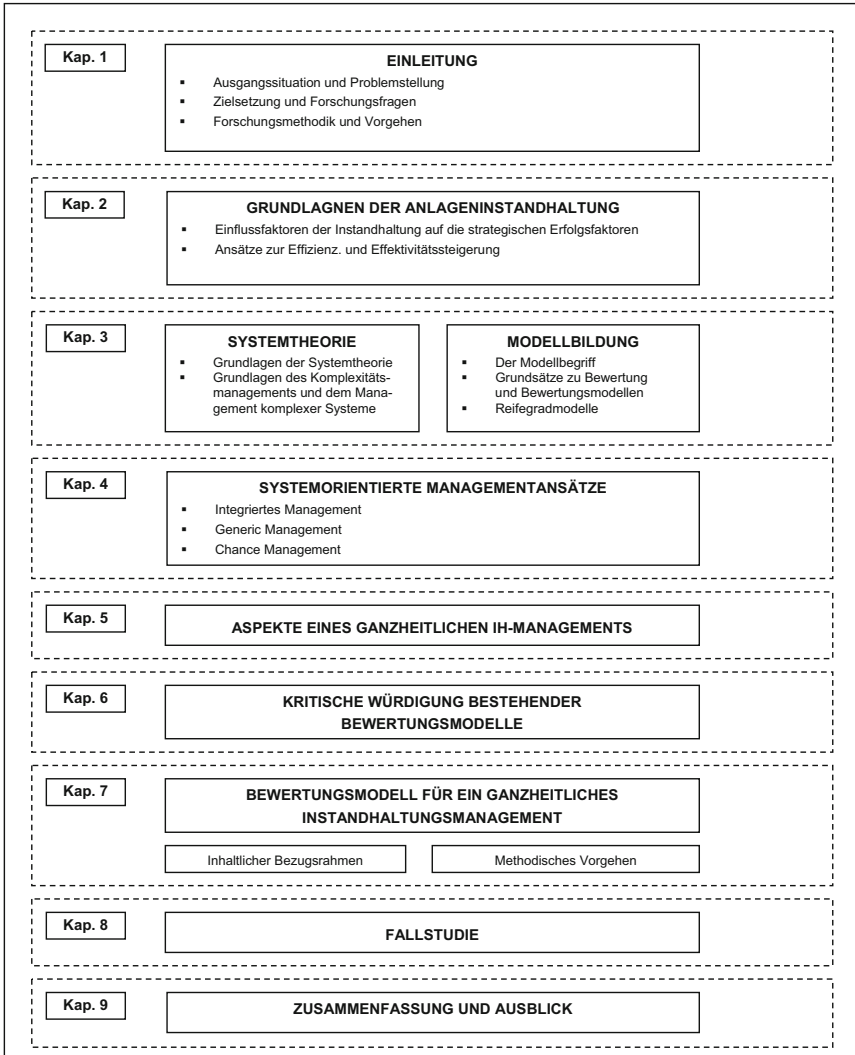 Kap. 1
EINLEITUNG
▪ Ausgangssituation und Problemstellung
▪ Zielsetzung und Forschungsfragen
▪ Forschungsmethodik und Vorgehen
Kap. 2
GRUNDLAGNEN DER ANLAGENINSTANDHALTUNG
▪ Einflussfaktoren der Instandhaltung auf die strategischen Erfolgsfaktoren
▪ Ansätze zur Effizienz. und Effektivitätssteigerung
Kap. 3
SYSTEMTHEORIE
▪ Grundlagen der Systemtheorie
▪ Grundlagen des Komplexitäts-
managements und dem Mana-
gement komplexer Systeme
MODELLBILDUNG
▪ Der Modellbegriff
▪ Grundsätze zu Bewertung
und Bewertungsmodellen
▪ Reifegradmodelle
Kap. 4
SYSTEMORIENTIERTE MANAGEMENTANSÄTZE
▪ Integriertes Management
▪ Generic Management
▪ Chance Management
Kap. 5
ASPEKTE EINES GANZHEITLICHEN IH-MANAGEMENTS
Kap. 6
KRITISCHE WÜRDIGUNG BESTEHENDER
BEWERTUNGSMODELLE
Kap. 7
BEWERTUNGSMODELL FÜR EIN GANZHEITLICHES
INSTANDHALTUNGSMANAGEMENT
Inhaltlicher Bezugsrahmen
Methodisches Vorgehen
Kap. 8
FALLSTUDIE
Kap. 9
ZUSAMMENFASSUNG UND AUSBLICK